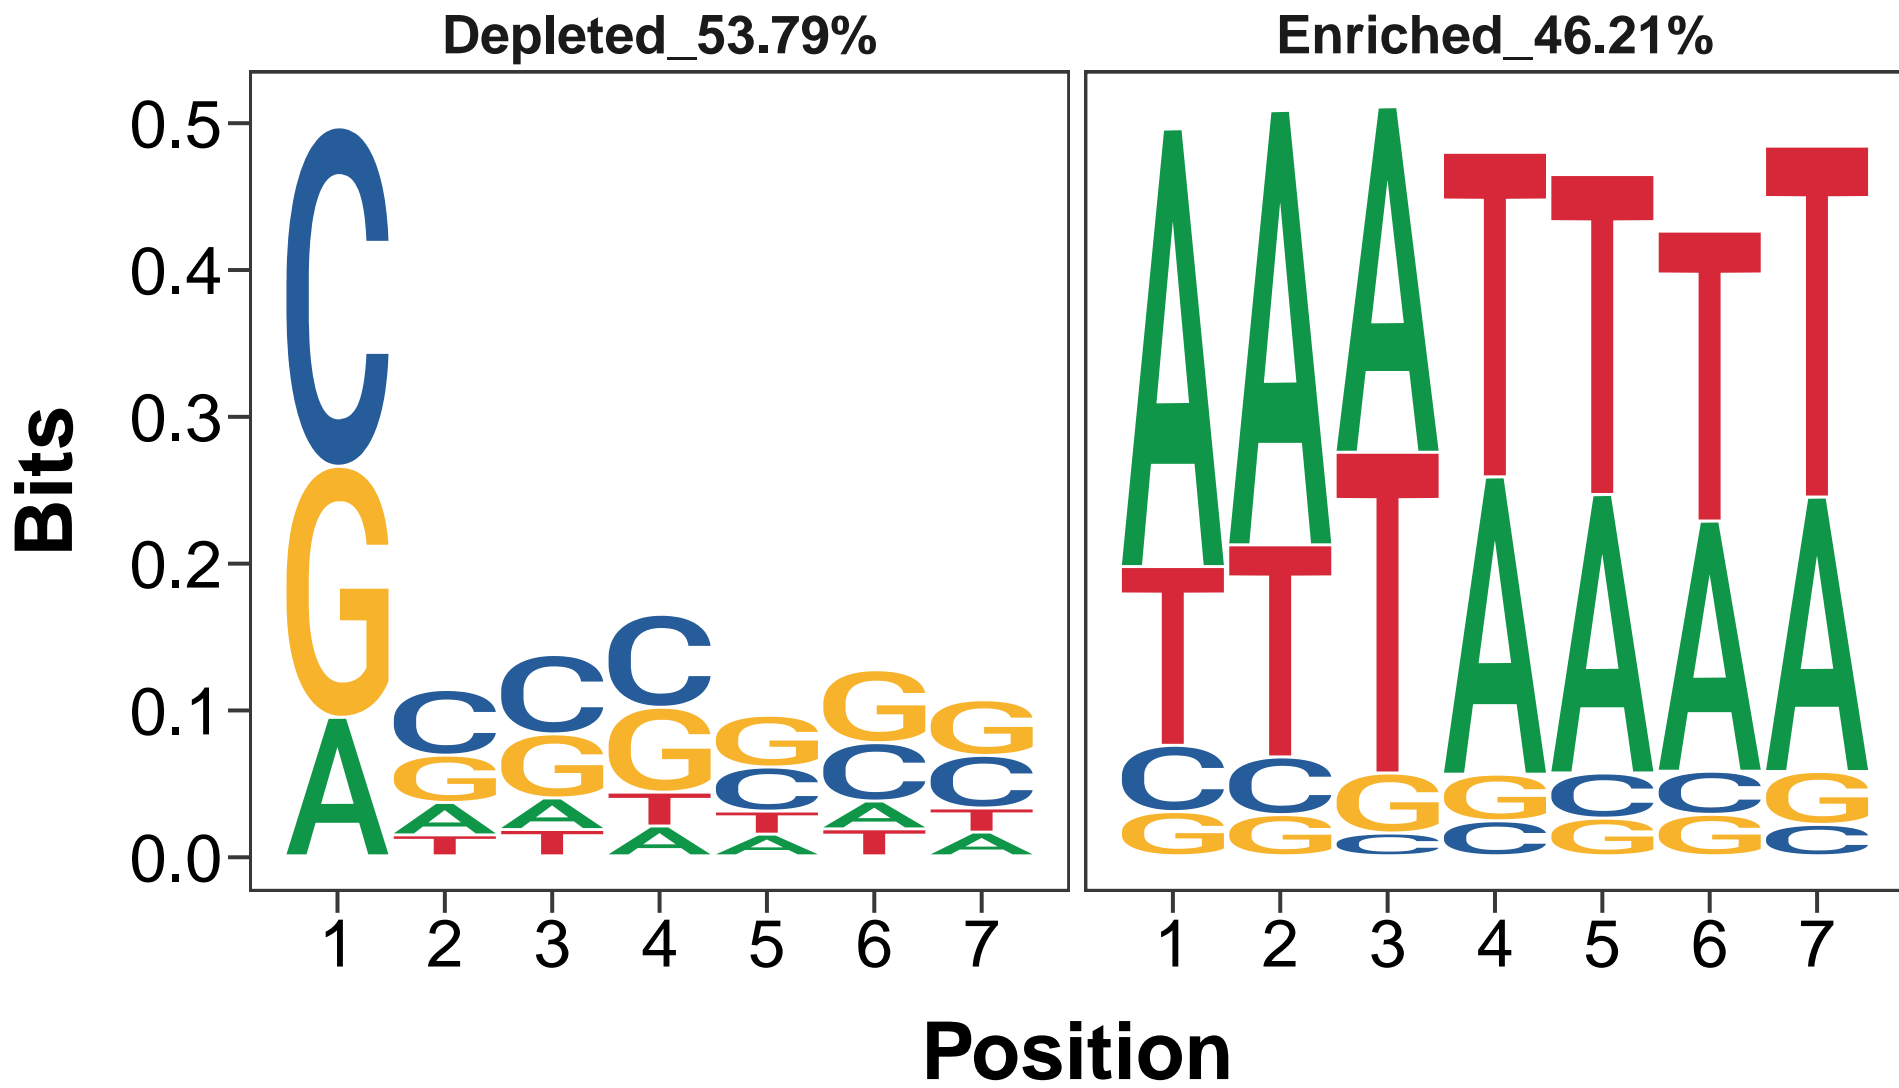 Depleted_53.79% Enriched_46.21%
Bits
0.5
0.4
0.3
0.2
0.1
0.0
C G A
C G A T
C G A T
C G T A
G C T A
G C A T
G C T A
A T C G
A T C G
A T G C
T A G C
T A C G
T A C G
T A G C
1 2 3 4 5 6 7 1 2 3 4 5 6 7
Position